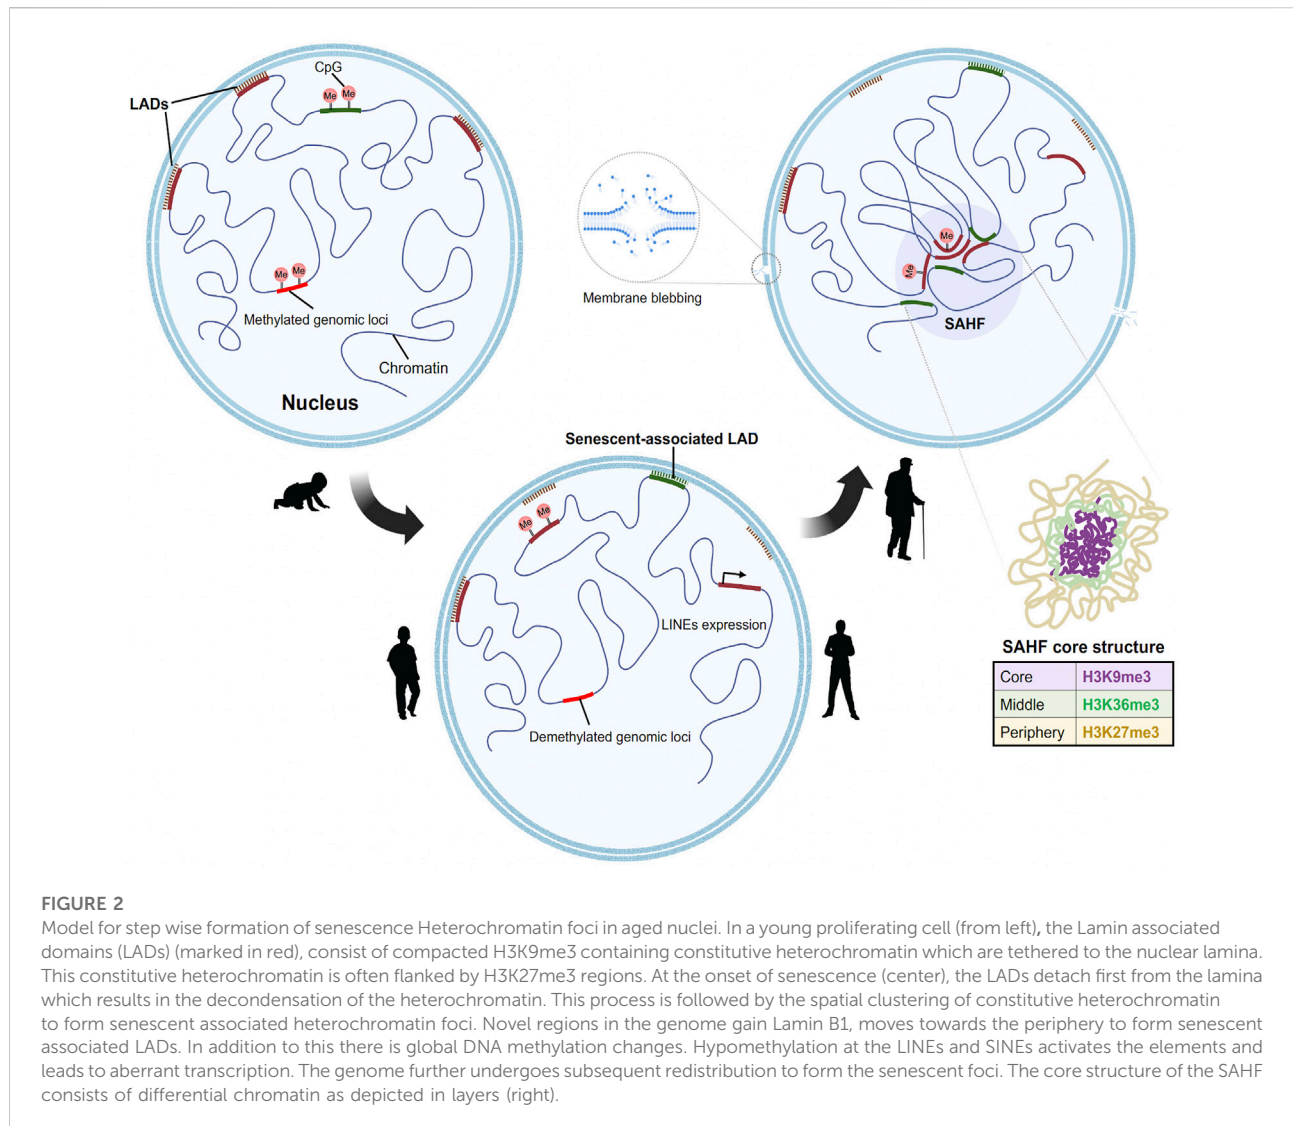 CpG
Me
Me
LADs
Me
Me
Methylated genomic loci
Chromatin
Nucleus
Membrane blebbing
Me
Me
SAHF
Senescent-associated LAD
Me
Me
LINEs expression
Demethylated genomic loci
SAHF core structure
Core H3K9me3
Middle H3K36me3
Periphery H3K27me3
FIGURE 2
Model for step wise formation of senescence Heterochromatin foci in aged nuclei. In a young proliferating cell (from left), the Lamin associated
domains (LADs) (marked in red), consist of compacted H3K9me3 containing constitutive heterochromatin which are tethered to the nuclear lamina.
This constitutive heterochromatin is often flanked by H3K27me3 regions. At the onset of senescence (center), the LADs detach first from the lamina
which results in the decondensation of the heterochromatin. This process is followed by the spatial clustering of constitutive heterochromatin
to form senescent associated heterochromatin foci. Novel regions in the genome gain Lamin B1, moves towards the periphery to form senescent
associated LADs. In addition to this there is global DNA methylation changes. Hypomethylation at the LINEs and SINEs activates the elements and
leads to aberrant transcription. The genome further undergoes subsequent redistribution to form the senescent foci. The core structure of the SAHF
consists of differential chromatin as depicted in layers (right).